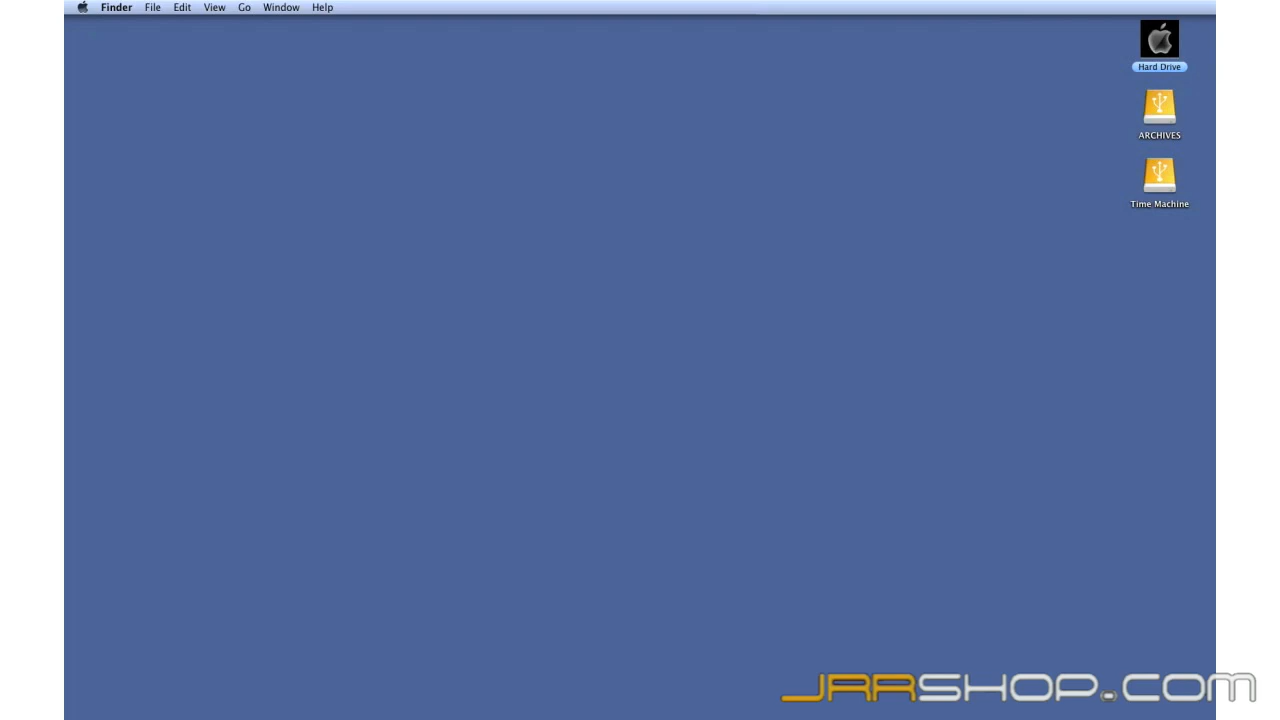 Finder File Edit View Go Window Help
Hard Drive
ARCHIVES
Time Machine
JRRSHOP.COM